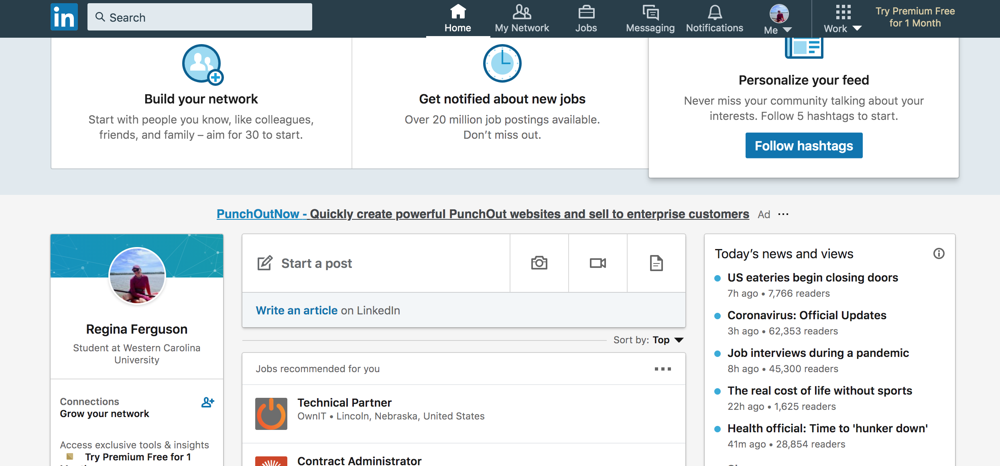 in
Search
Home
My Network
Jobs
Messaging
Notifications
Me
Work
Try Premium Free
for 1 Month
Build your network
Start with people you know, like colleagues,
friends, and family – aim for 30 to start.
Get notified about new jobs
Over 20 million job postings available.
Don’t miss out.
Personalize your feed
Never miss your community talking about your
interests. Follow 5 hashtags to start.
Follow hashtags
PunchOutNow - Quickly create powerful PunchOut websites and sell to enterprise customers Ad ···
Regina Ferguson
Student at Western Carolina
University
Connections
Grow your network
Access exclusive tools & insights
Try Premium Free for 1
Start a post
Write an article on LinkedIn
Sort by: Top
Jobs recommended for you
Technical Partner
OwnIT • Lincoln, Nebraska, United States
Contract Administrator
Today’s news and views
US eateries begin closing doors
7h ago • 7,766 readers
Coronavirus: Official Updates
3h ago • 62,353 readers
Job interviews during a pandemic
8h ago • 45,300 readers
The real cost of life without sports
22h ago • 1,625 readers
Health official: Time to 'hunker down'
41m ago • 28,854 readers